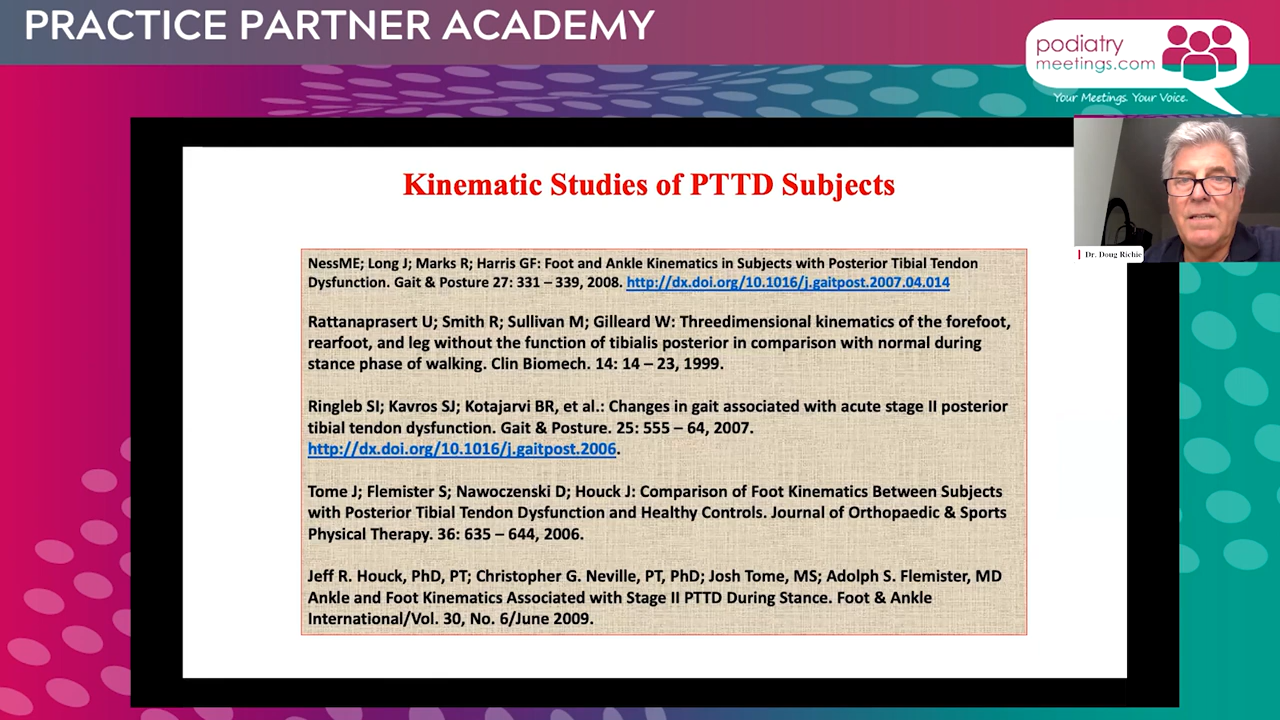 PRACTICE PARTNER ACADEMY
podiatry
meetings.com
Your Meetings. Your Voice.
Dr. Doug Richie
Kinematic Studies of PTTD Subjects
NessME; Long J; Marks R; Harris GF: Foot and Ankle Kinematics in Subjects with Posterior Tibial Tendon
Dysfunction. Gait & Posture 27: 331 – 339, 2008. http://dx.doi.org/10.1016/j.gaitpost.2007.04.014
Rattanaprasert U; Smith R; Sullivan M; Gilleard W: Threedimensional kinematics of the forefoot,
rearfoot, and leg without the function of tibialis posterior in comparison with normal during
stance phase of walking. Clin Biomech. 14: 14 – 23, 1999.
Ringleb SI; Kavros SJ; Kotajarvi BR, et al.: Changes in gait associated with acute stage II posterior
tibial tendon dysfunction. Gait & Posture. 25: 555 – 64, 2007.
http://dx.doi.org/10.1016/j.gaitpost.2006.
Tome J; Flemister S; Nawoczenski D; Houck J: Comparison of Foot Kinematics Between Subjects
with Posterior Tibial Tendon Dysfunction and Healthy Controls. Journal of Orthopaedic & Sports
Physical Therapy. 36: 635 – 644, 2006.
Jeff R. Houck, PhD, PT; Christopher G. Neville, PT, PhD; Josh Tome, MS; Adolph S. Flemister, MD
Ankle and Foot Kinematics Associated with Stage II PTTD During Stance. Foot & Ankle
International/Vol. 30, No. 6/June 2009.